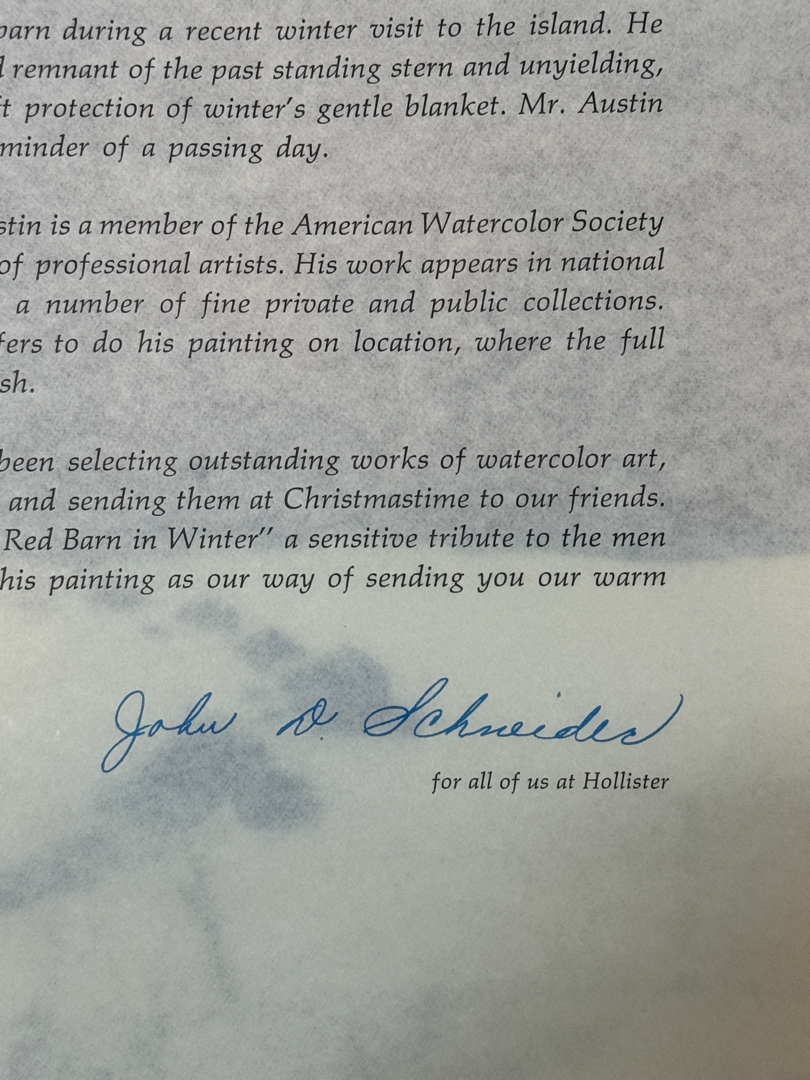 barn during a recent winter visit to the island. He
remnant of the past standing stern and unyielding,
protection of winter's gentle blanket. Mr. Austin
minder of a passing day.
stin is a member of the American Watercolor Society
of professional artists. His work appears in national
a number of fine private and public collections.
fers to do his painting on location, where the full
sh.
been selecting outstanding works of watercolor art,
and sending them at Christmastime to our friends.
Red Barn in Winter" a sensitive tribute to the men
his painting as our way of sending you our warm
John D. Schneider
for all of us at Hollister